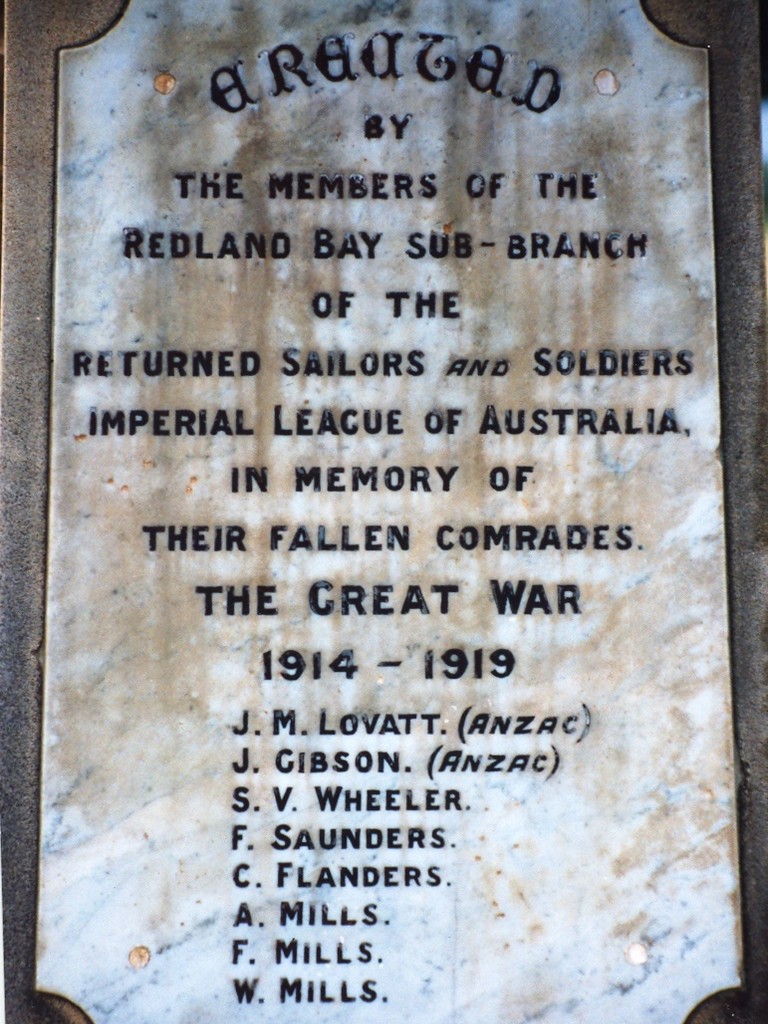 ERECTED
BY
THE MEMBERS OF THE
REDLAND BAY SUB-BRANCH
OF THE
RETURNED SAILORS AND SOLDIERS
IMPERIAL LEAGUE OF AUSTRALIA,
IN MEMORY OF
THEIR FALLEN COMRADES.
THE GREAT WAR
1914 - 1919
J. M. LOVATT. (ANZAC)
J. GIBSON. (ANZAC)
S. V. WHEELER.
F. SAUNDERS.
C. FLANDERS.
A. MILLS.
F. MILLS.
W. MILLS.